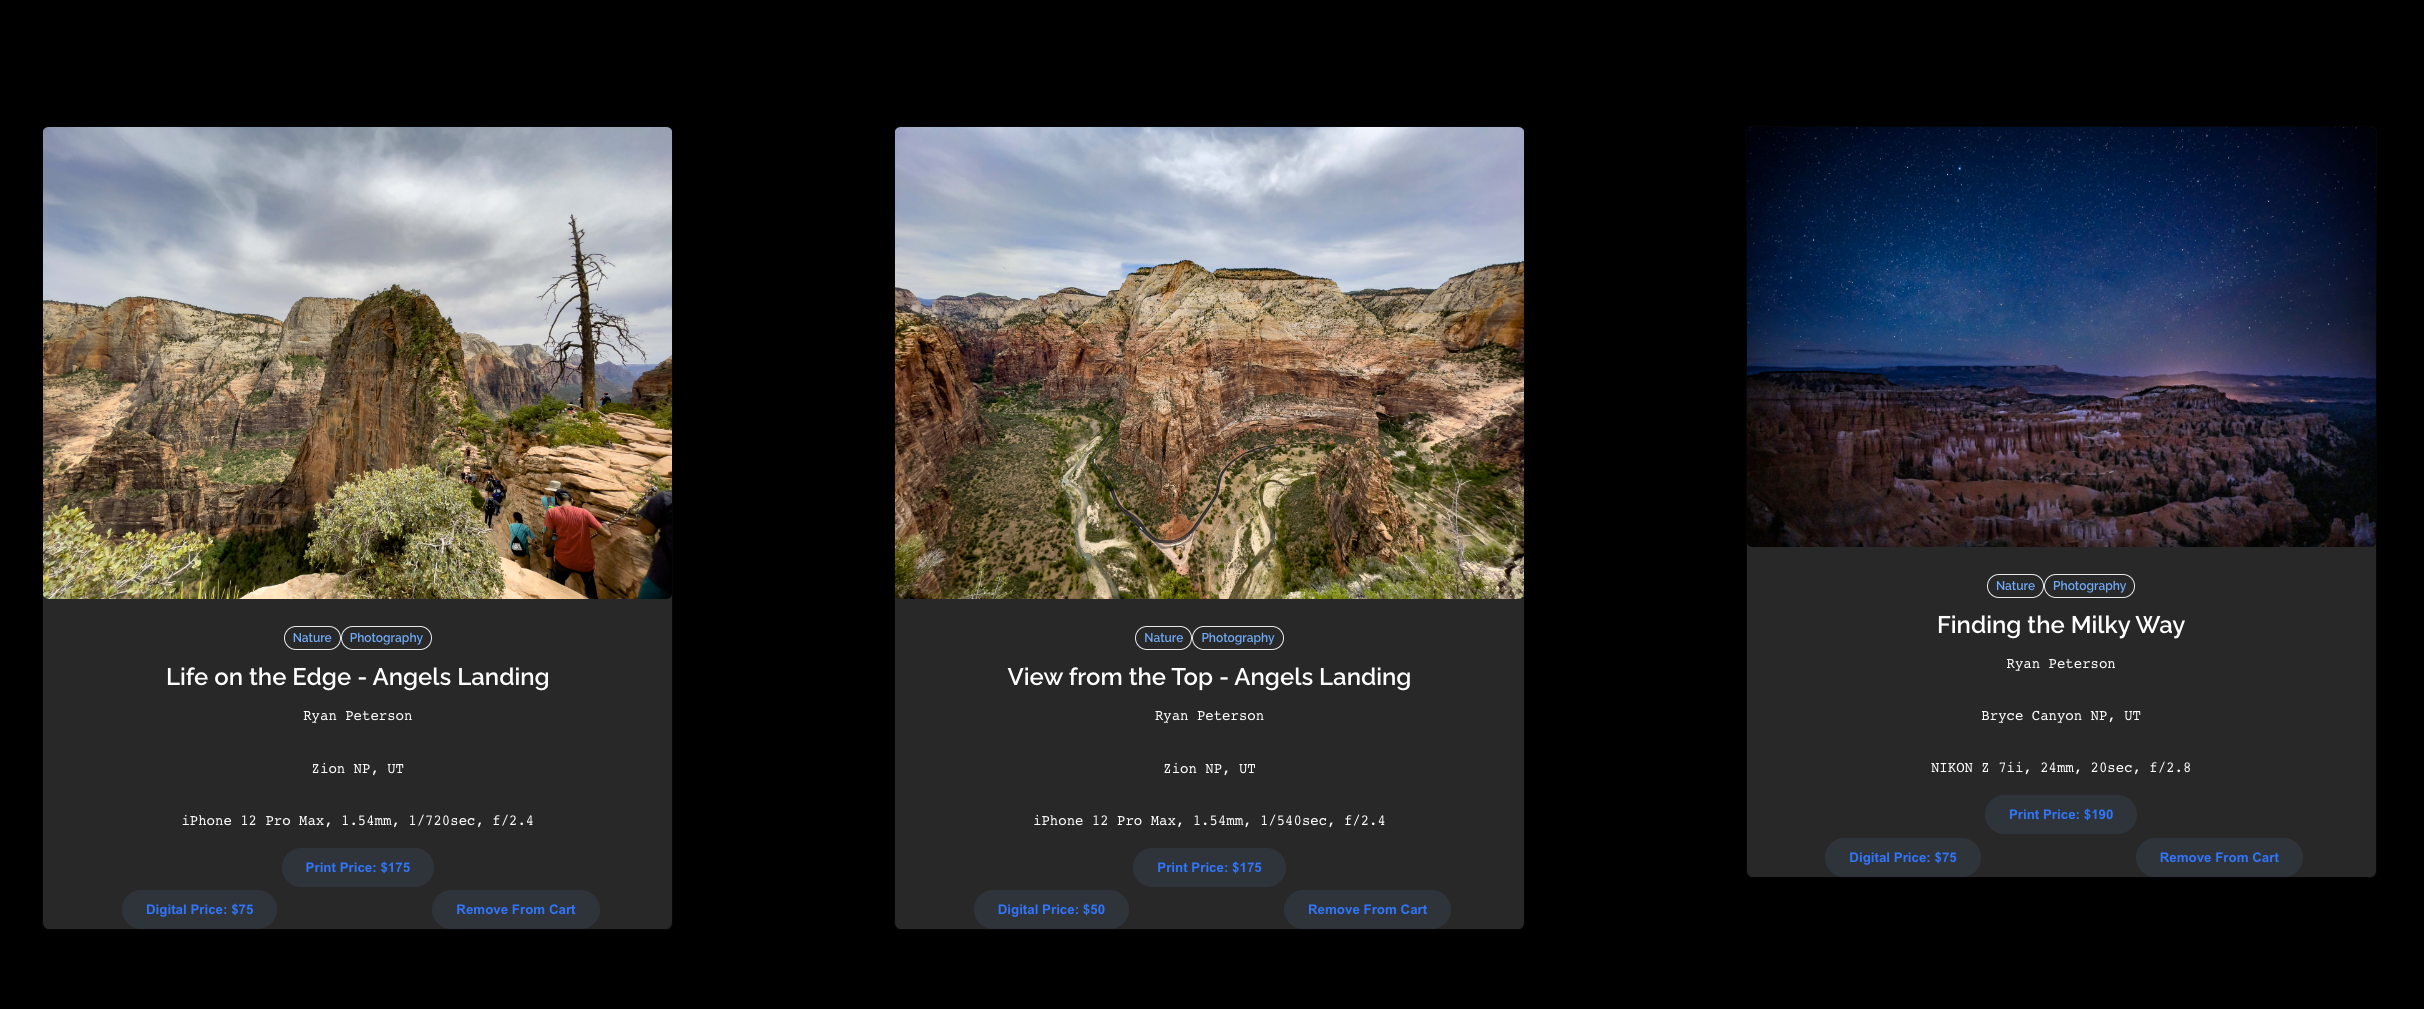 Nature Photography
Life on the Edge - Angels Landing
Ryan Peterson
Zion NP, UT
iPhone 12 Pro Max, 1.54mm, 1/720sec, f/2.4
Print Price: $175
Digital Price: $75
Remove From Cart
Nature Photography
View from the Top - Angels Landing
Ryan Peterson
Zion NP, UT
iPhone 12 Pro Max, 1.54mm, 1/540sec, f/2.4
Print Price: $175
Digital Price: $50
Remove From Cart
Nature Photography
Finding the Milky Way
Ryan Peterson
Bryce Canyon NP, UT
NIKON Z 7ii, 24mm, 20sec, f/2.8
Print Price: $190
Digital Price: $75
Remove From Cart